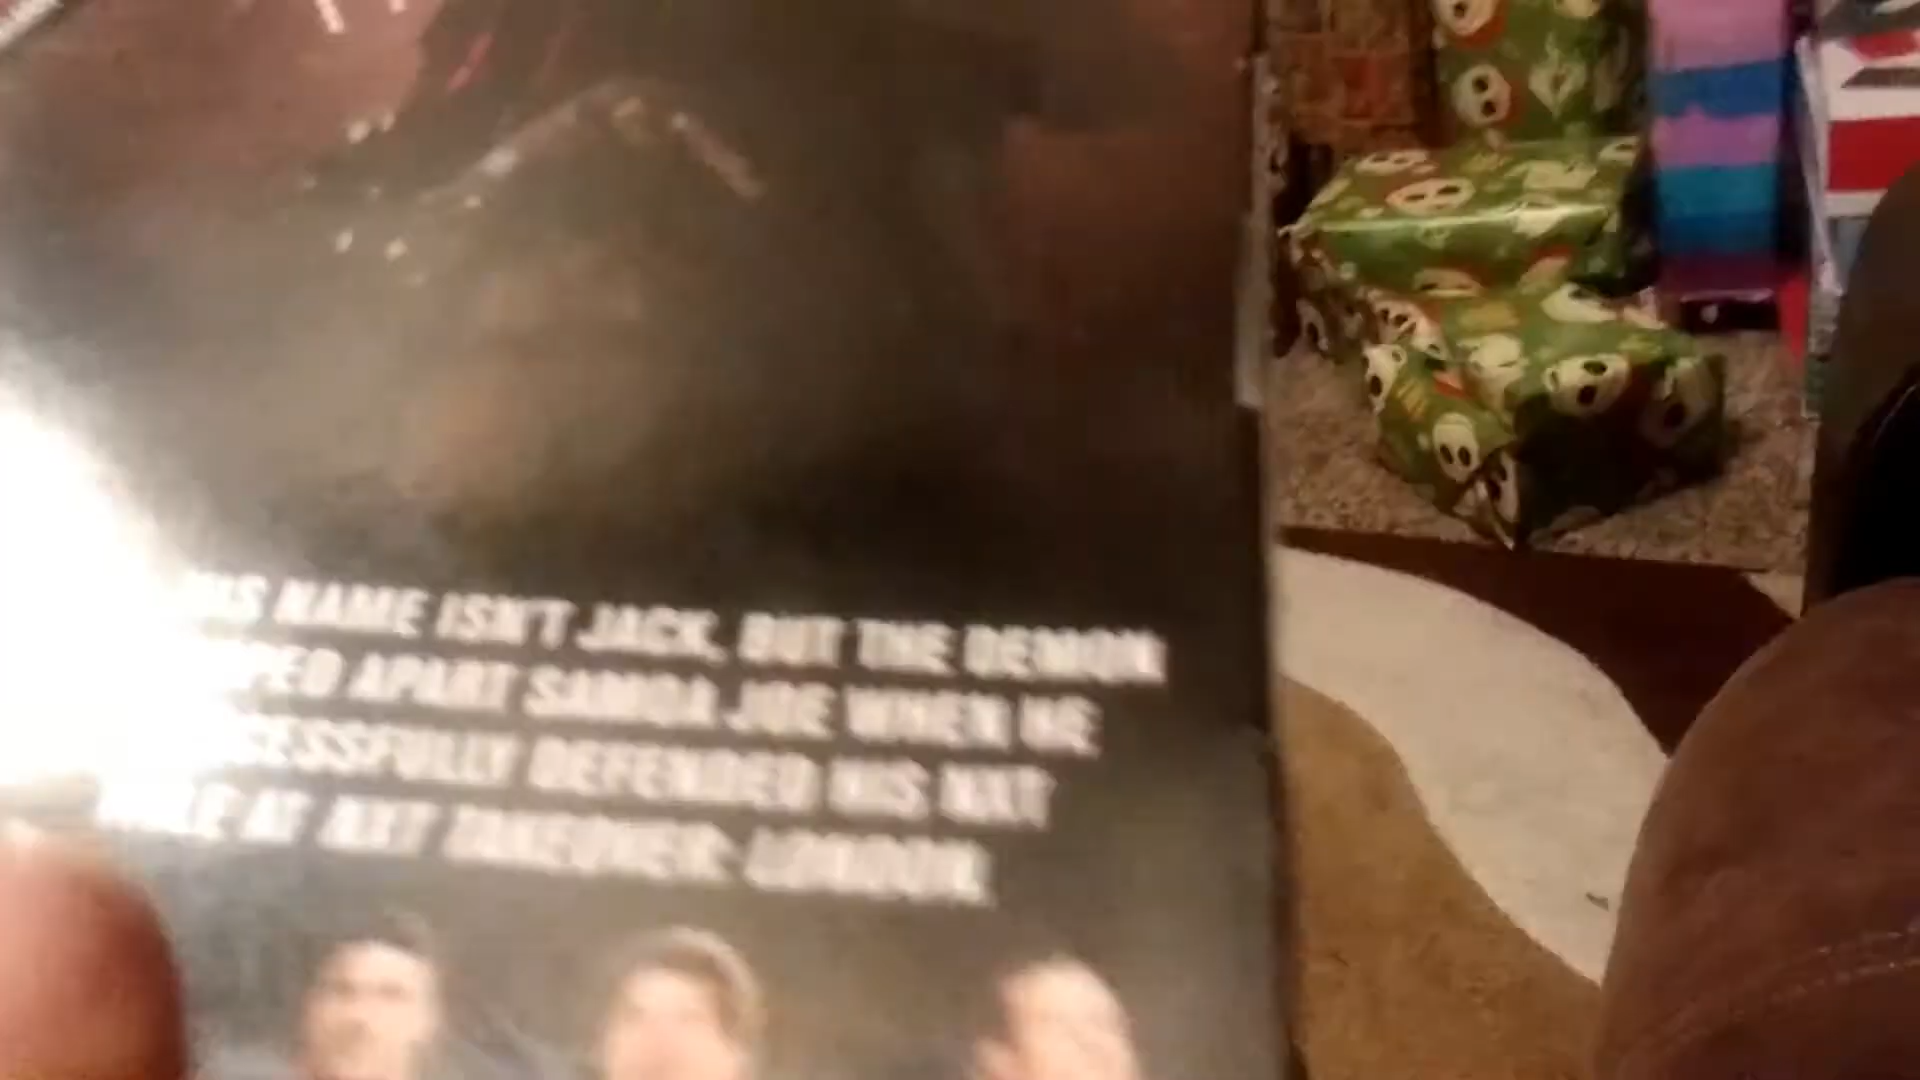 NAME ISN'T JACK, BUT THE DEMON
APART SAMOA JOE WHEN HE
DEFENDED HIS NXT
AT NXT TAKEOVER: LONDON.